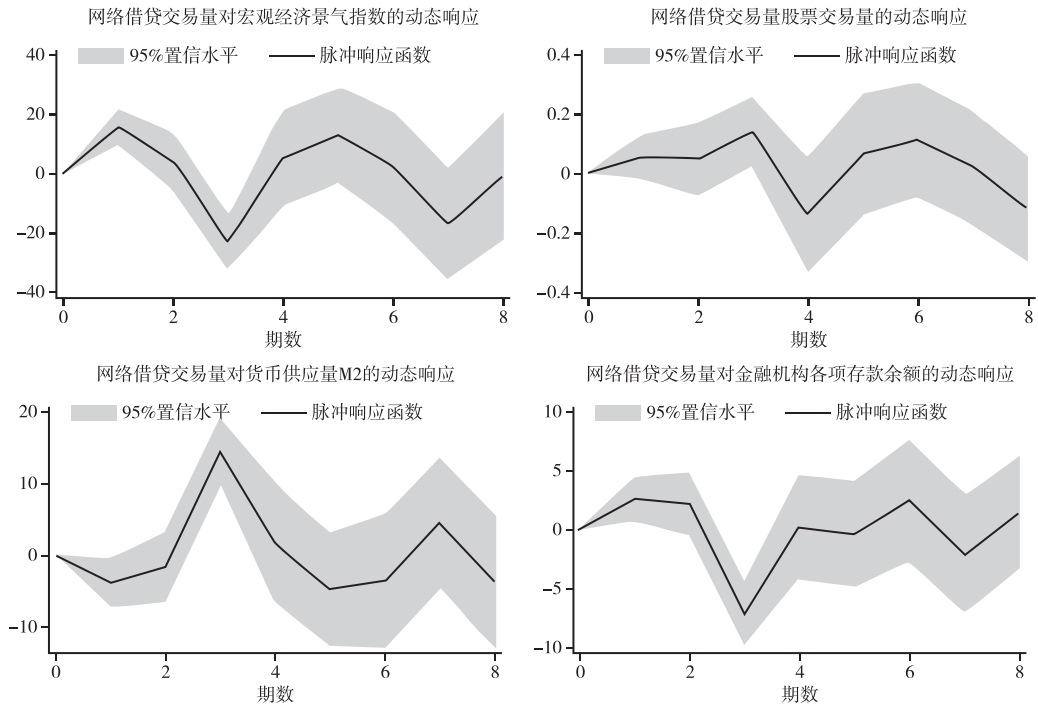 网络借贷交易量对宏观经济景气指数的动态响应
40
95%置信水平
脉冲响应函数
20
0
−20
−40
0 2 4 6 8
期数
网络借贷交易量股票交易量的动态响应
0.4
95%置信水平
脉冲响应函数
0.2
0
−0.2
−0.4
0 2 4 6 8
期数
网络借贷交易量对货币供应量M2的动态响应
20
95%置信水平
脉冲响应函数
10
0
−10
0 2 4 6 8
期数
网络借贷交易量对金融机构各项存款余额的动态响应
10
95%置信水平
脉冲响应函数
5
0
−5
−10
0 2 4 6 8
期数